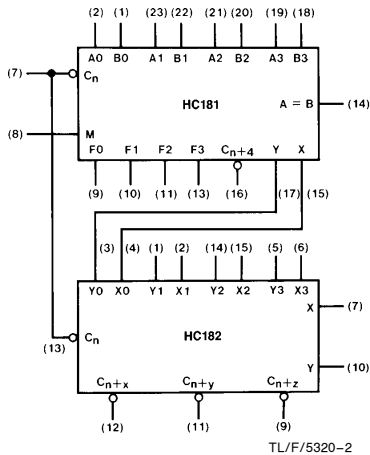 (2) (1) (23) (22) (21) (20) (19) (18)
A0 B0 A1 B1 A2 B2 A3 B3
(7) Cn
HC181
A = B (14)
(8) M
F0 F1 F2 F3 Cn+4 Y X
(9) (10) (11) (13) (16) (17) (15)
(3) (4) (1) (2) (14) (15) (5) (6)
Y0 X0 Y1 X1 Y2 X2 Y3 X3
X (7)
HC182
(13) Cn
Y (10)
Cn+x Cn+y Cn+z
(12) (11) (9)
TL/F/5320-2